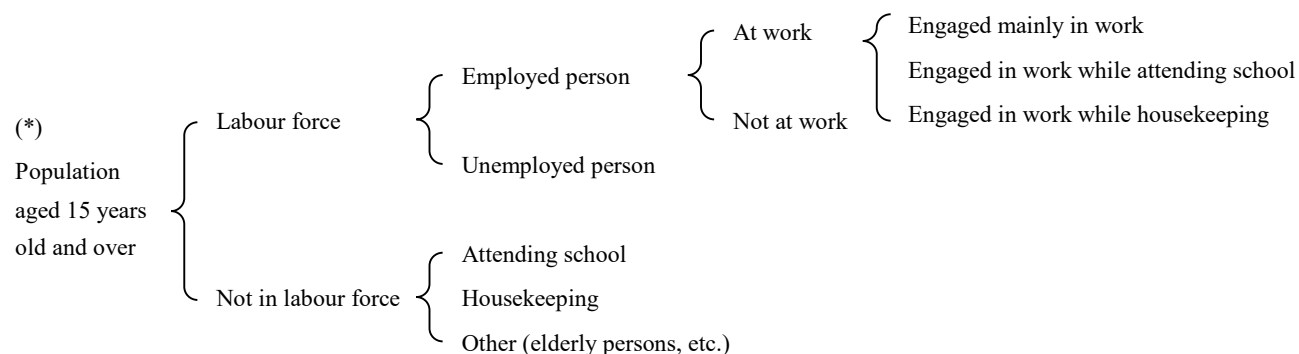 (*)
Population
aged 15 years
old and over
Labour force
Not in labour force
Employed person
Unemployed person
Attending school
Housekeeping
Other (elderly persons, etc.)
At work
Not at work
Engaged mainly in work
Engaged in work while attending school
Engaged in work while housekeeping